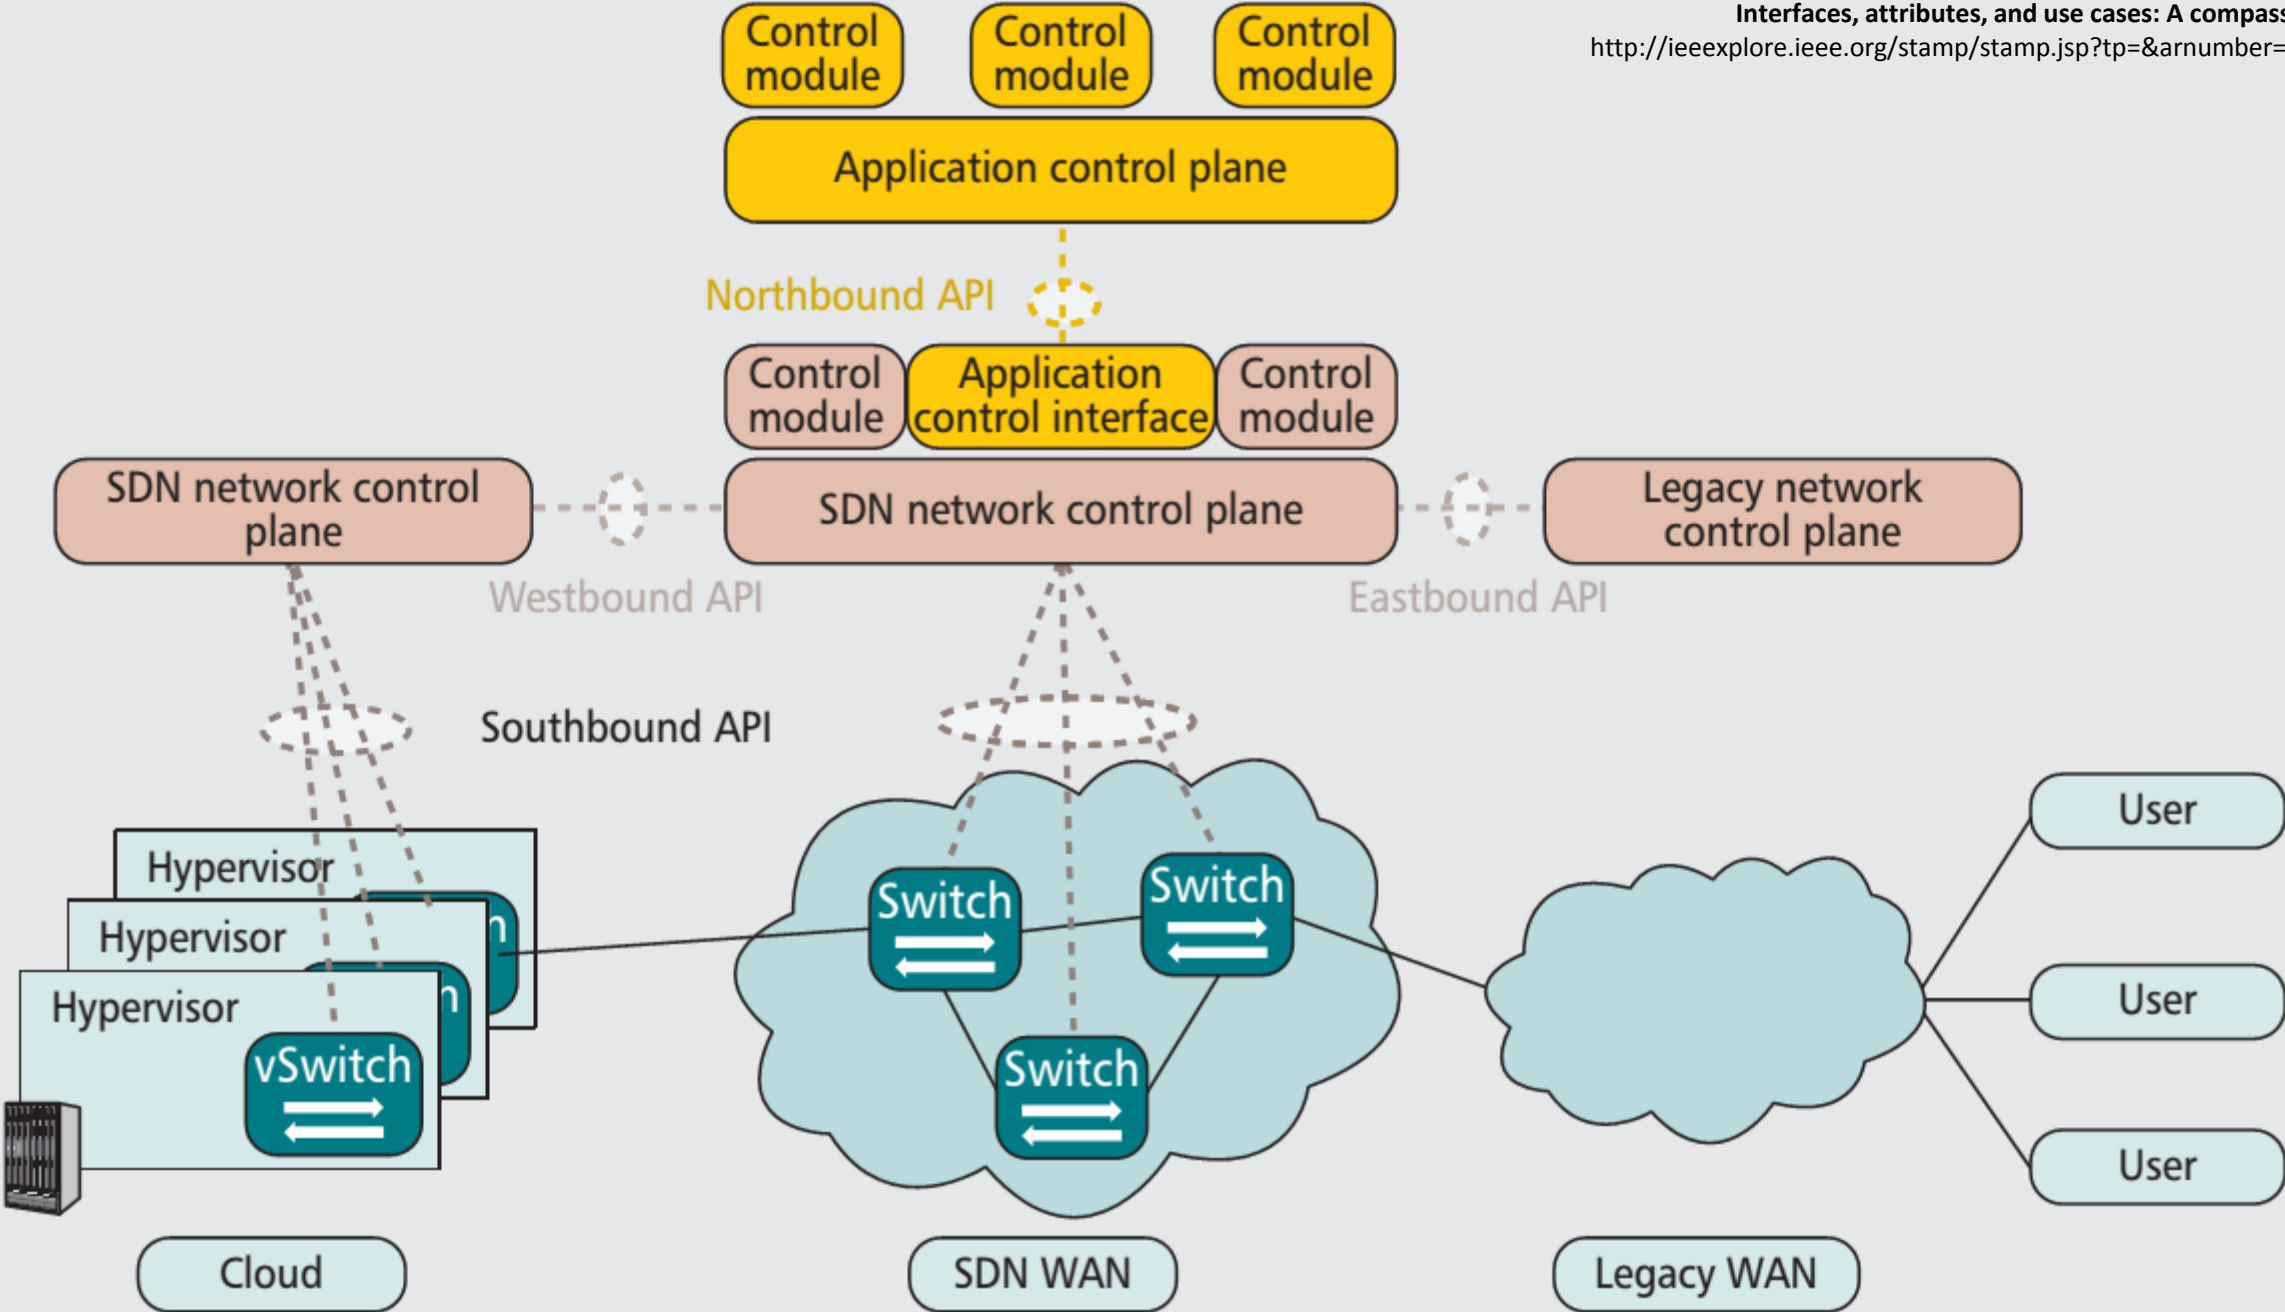 Interfaces, attributes, and use cases: A compass
http://ieeexplore.ieee.org/stamp/stamp.jsp?tp=&arnumber=
Control
module
Control
module
Control
module
Application control plane
Northbound API
Control
module
Application
control interface
Control
module
SDN network control
plane
SDN network control plane
Legacy network
control plane
Westbound API
Eastbound API
Southbound API
Hypervisor
Hypervisor
Hypervisor
h
h
vSwitch
Switch
Switch
Switch
User
User
User
Cloud
SDN WAN
Legacy WAN